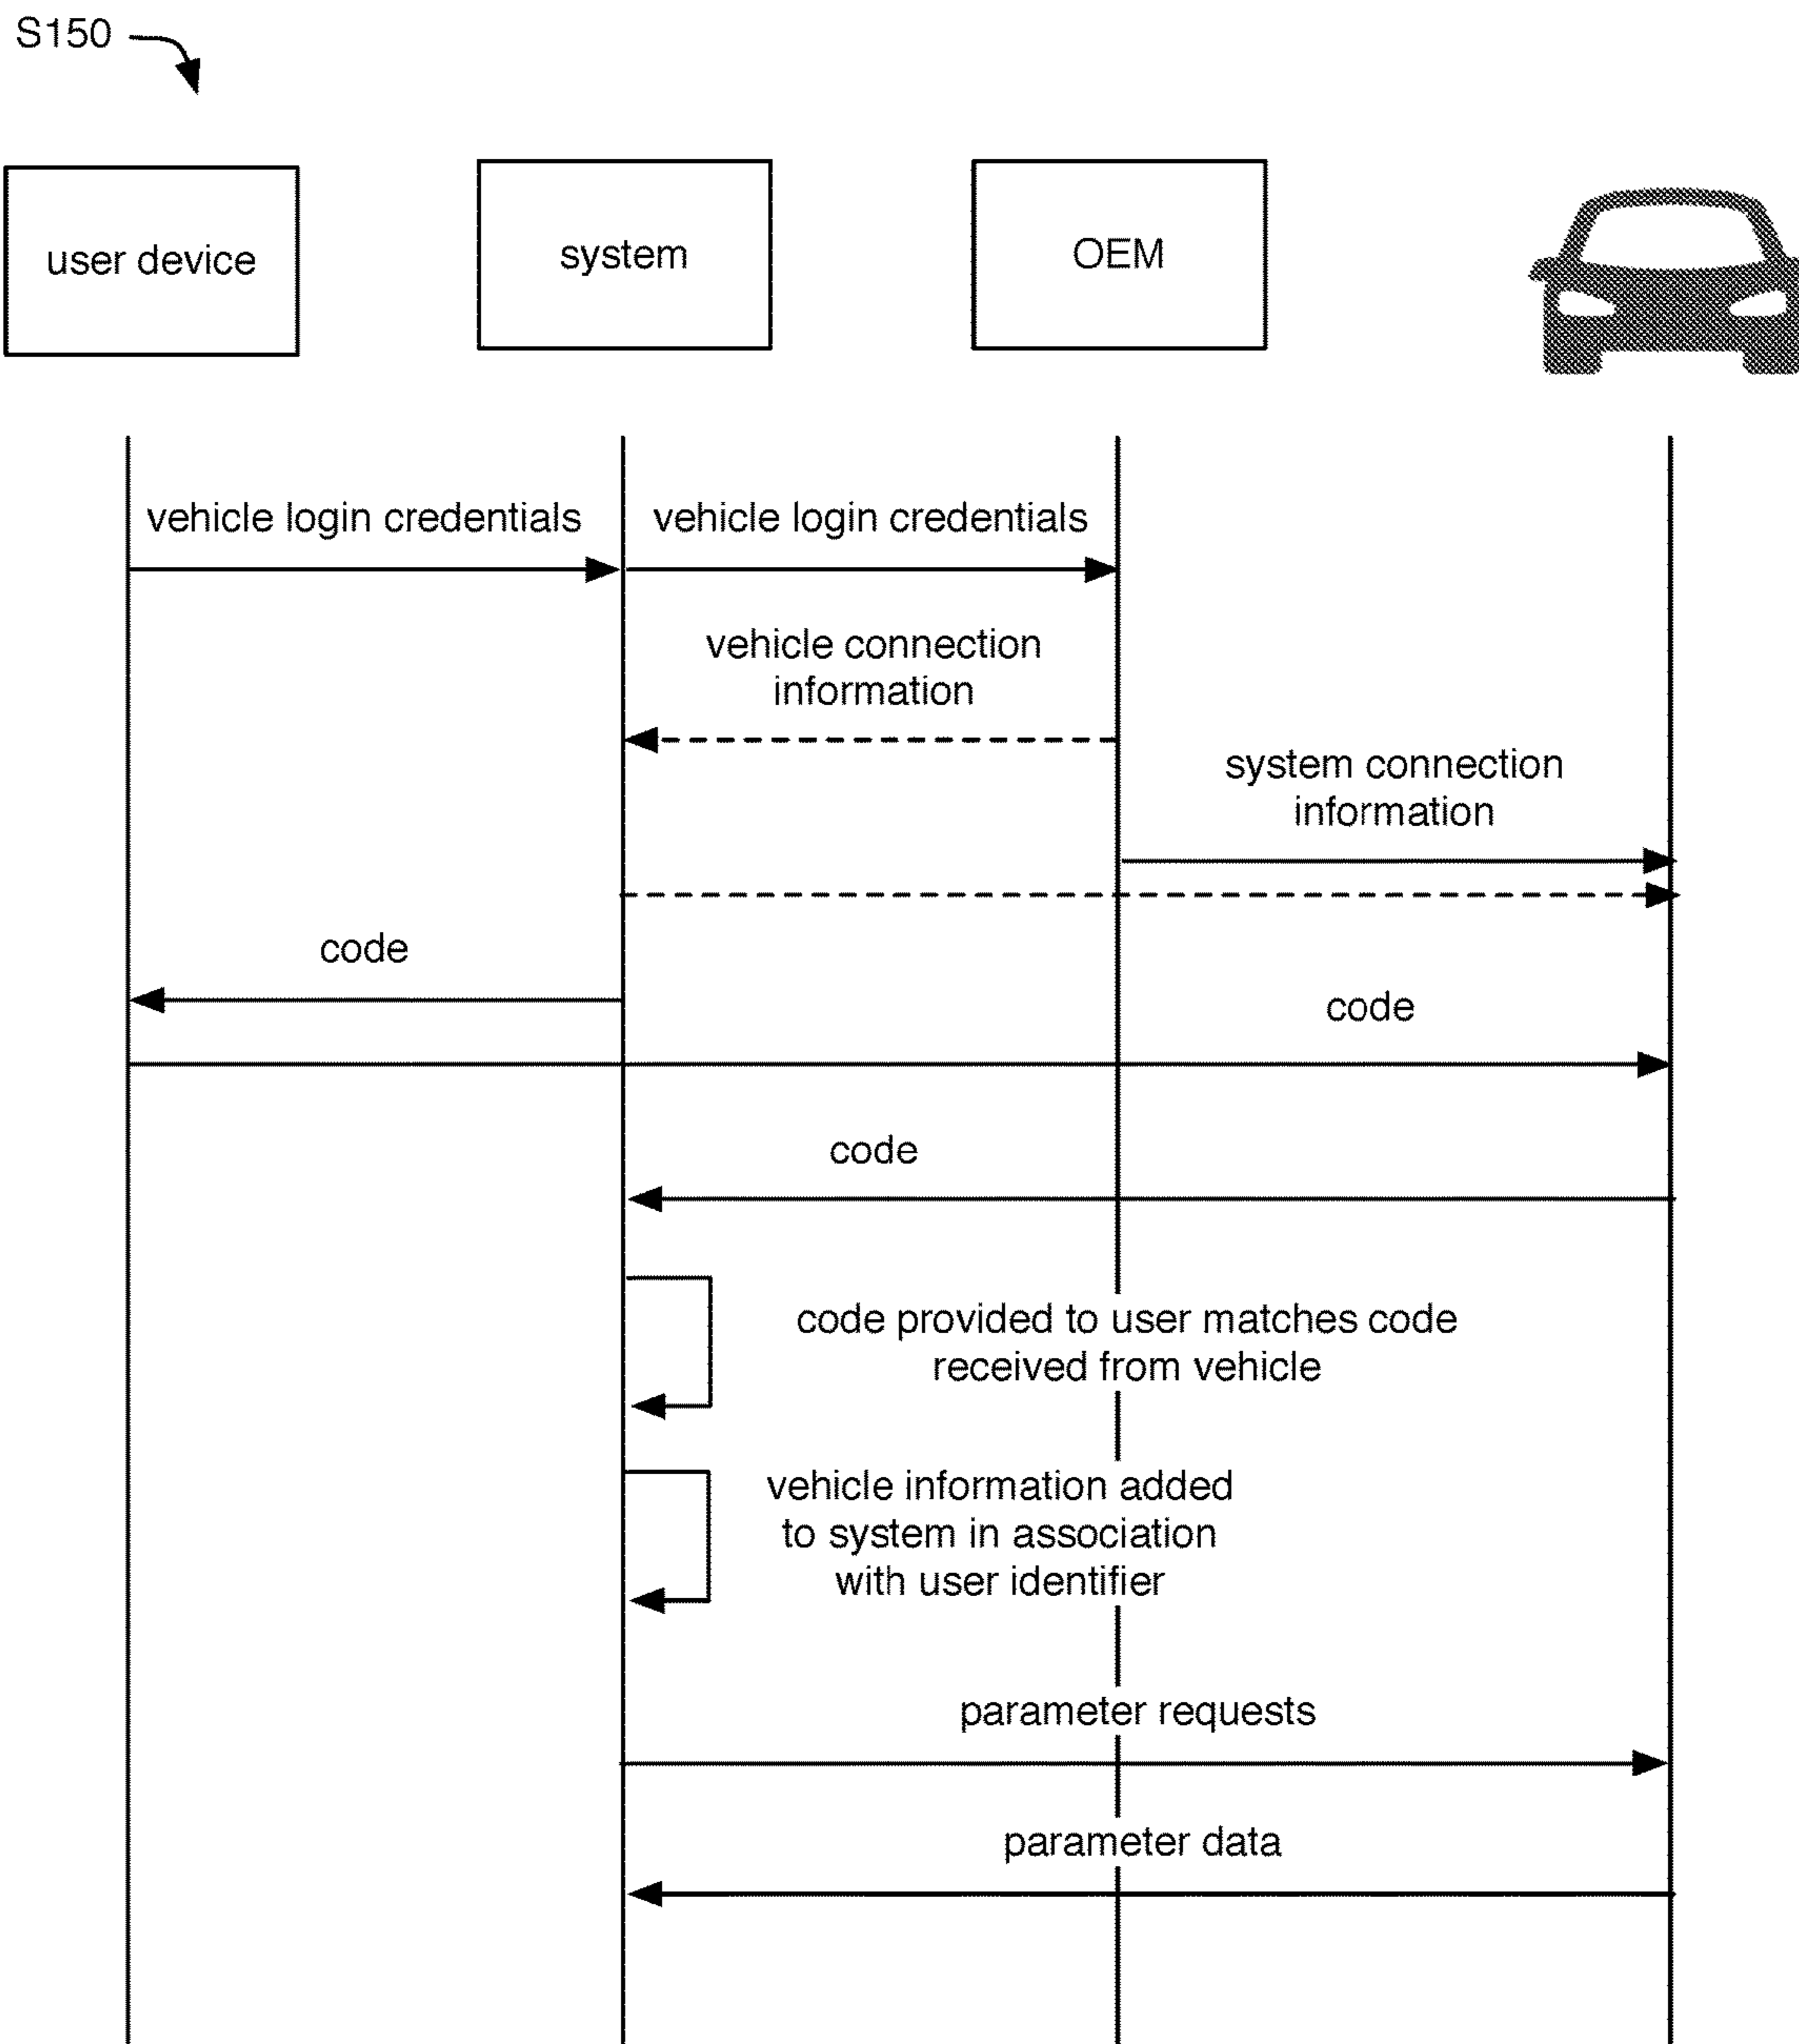 S150
user device
system
OEM
vehicle login credentials
vehicle login credentials
vehicle connection
information
system connection
information
code
code
code
code provided to user matches code
received from vehicle
vehicle information added
to system in association
with user identifier
parameter requests
parameter data